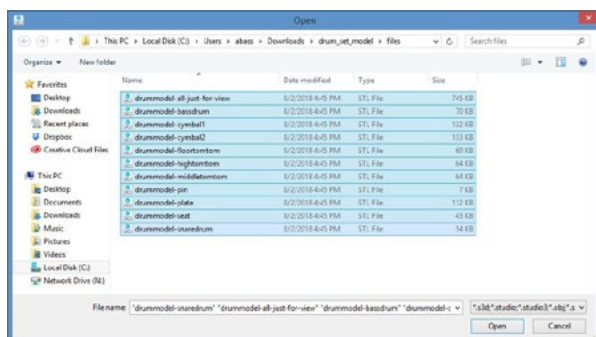 Open
This PC › Local Disk (C:) › Users › abass › Downloads › drum_set_model › files
Search files
Organize New folder
Name Date modified Type Size
Favorites
Desktop
Downloads
Recent places
Dropbox
Creative Cloud Files
This PC
Desktop
Documents
Downloads
Music
Pictures
Videos
Local Disk (C:)
Network Drive (N:)
drummodel-all-just-for-view 8/2/2018 4:45 PM STL File 745 KB
drummodel-bassdrum 8/2/2018 4:45 PM STL File 70 KB
drummodel-cymbal1 8/2/2018 4:45 PM STL File 132 KB
drummodel-cymbal2 8/2/2018 4:45 PM STL File 133 KB
drummodel-floortomtom 8/2/2018 4:45 PM STL File 60 KB
drummodel-hightomtom 8/2/2018 4:45 PM STL File 64 KB
drummodel-middletomtom 8/2/2018 4:45 PM STL File 64 KB
drummodel-pin 8/2/2018 4:45 PM STL File 7 KB
drummodel-plate 8/2/2018 4:45 PM STL File 112 KB
drummodel-seat 8/2/2018 4:45 PM STL File 43 KB
drummodel-snaredrum 8/2/2018 4:45 PM STL File 54 KB
File name: "drummodel-snaredrum" "drummodel-all-just-for-view" "drummodel-bassdrum" "drummodel-c
*.s3d;*.studio;*.studio3;*.obj;*.s
Open Cancel